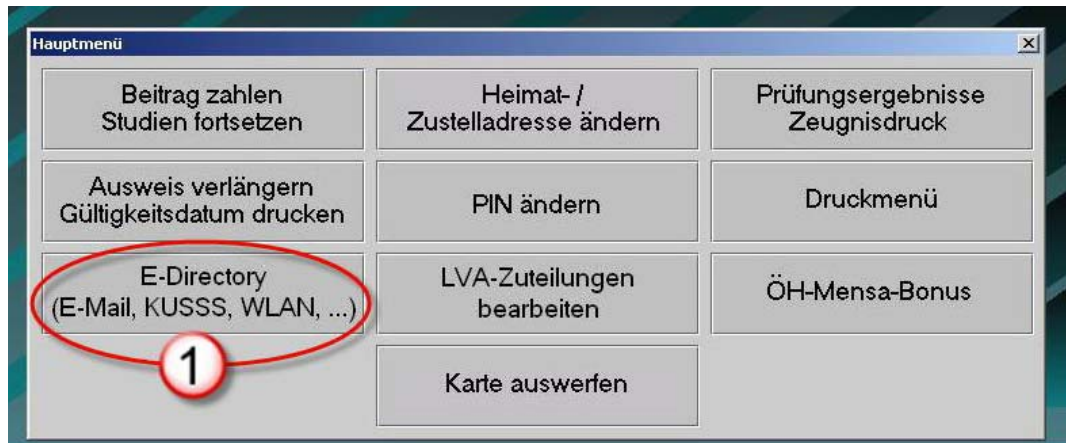 Hauptmenü
Beitrag zahlen
Studien fortsetzen
Heimat- /
Zustelladresse ändern
Prüfungsergebnisse
Zeugnisdruck
Ausweis verlängern
Gültigkeitsdatum drucken
PIN ändern
Druckmenü
E-Directory
(E-Mail, KUSSS, WLAN, ...)
LVA-Zuteilungen
bearbeiten
ÖH-Mensa-Bonus
1
Karte auswerfen